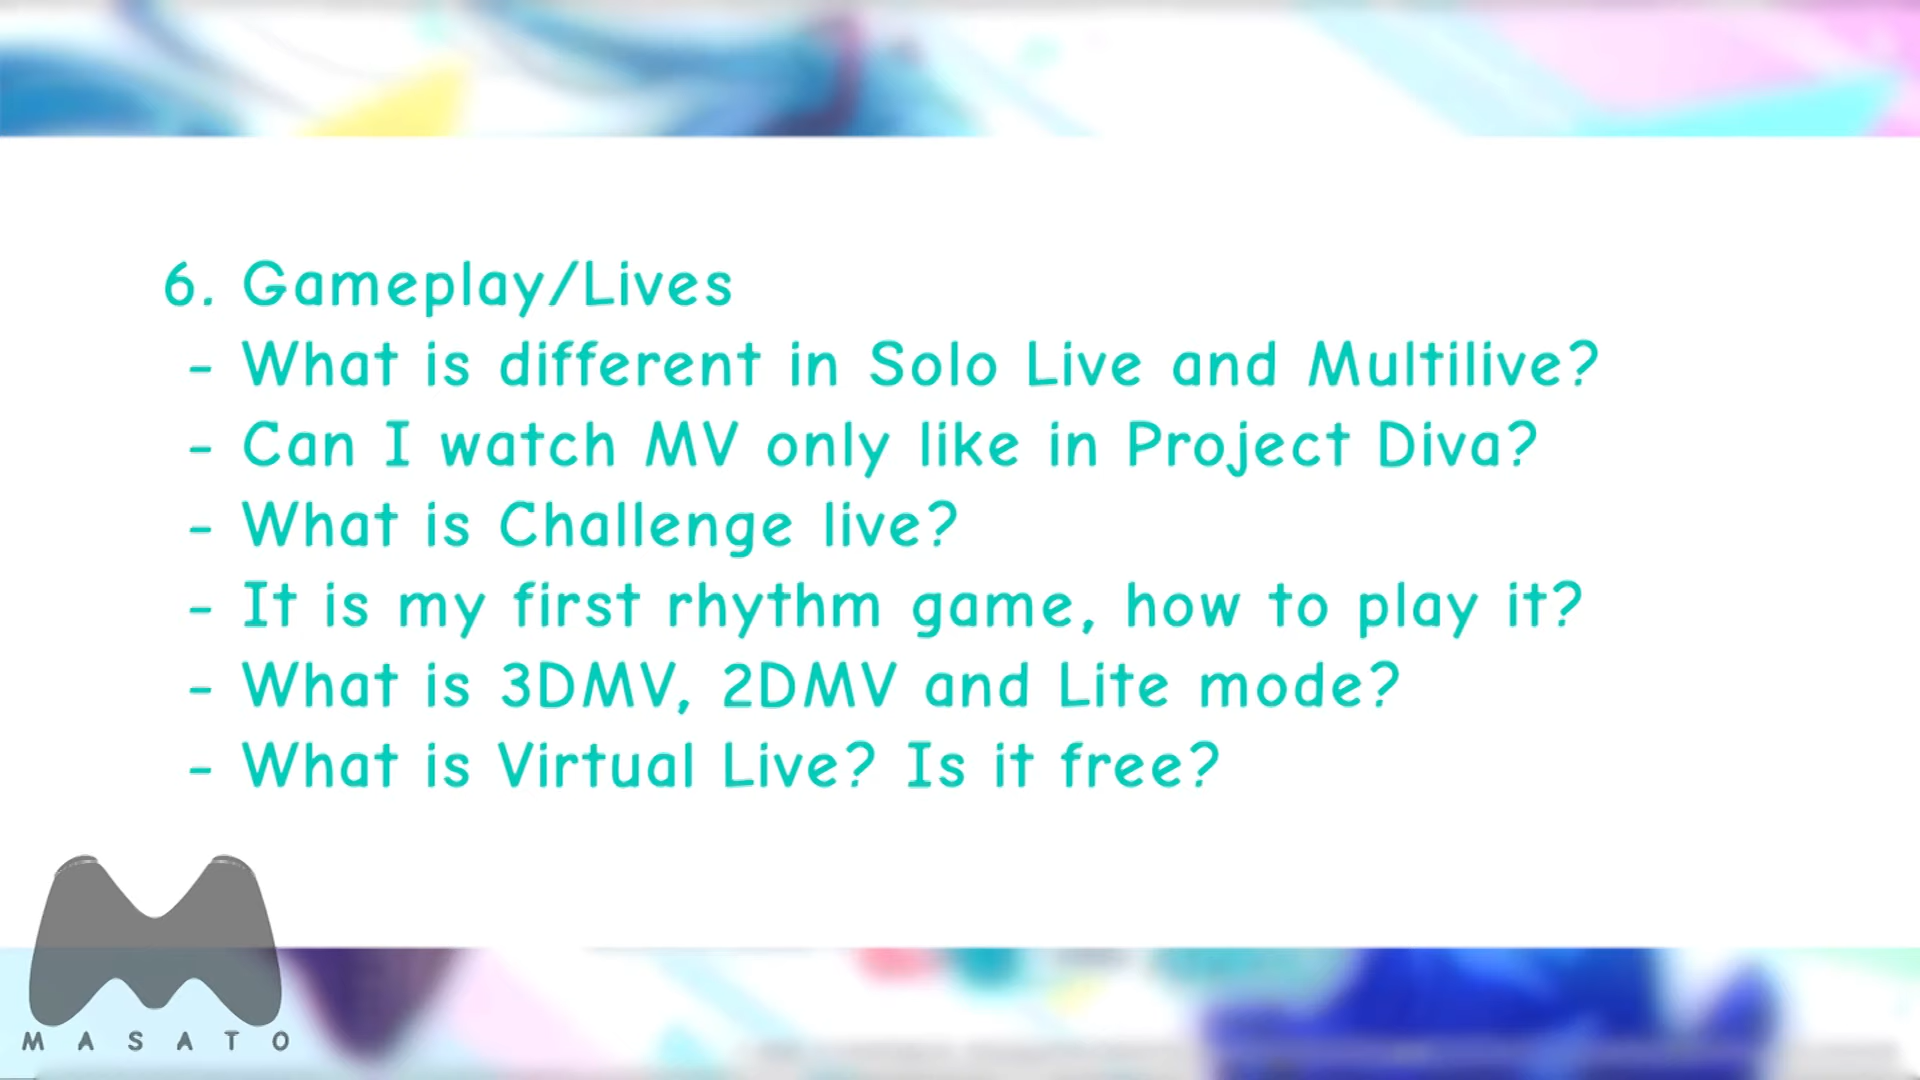 6. Gameplay/Lives
- What is different in Solo Live and Multilive?
- Can I watch MV only like in Project Diva?
- What is Challenge live?
- It is my first rhythm game, how to play it?
- What is 3DMV, 2DMV and Lite mode?
- What is Virtual Live? Is it free?
MASATO